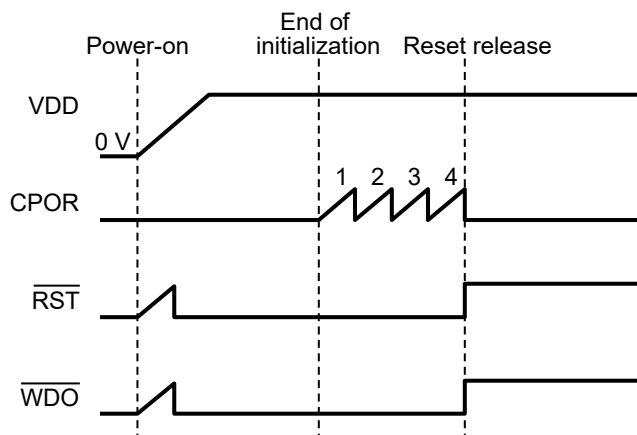 End of
Power-on initialization Reset release
VDD
0 V
1 2 3 4
CPOR
RST
WDO